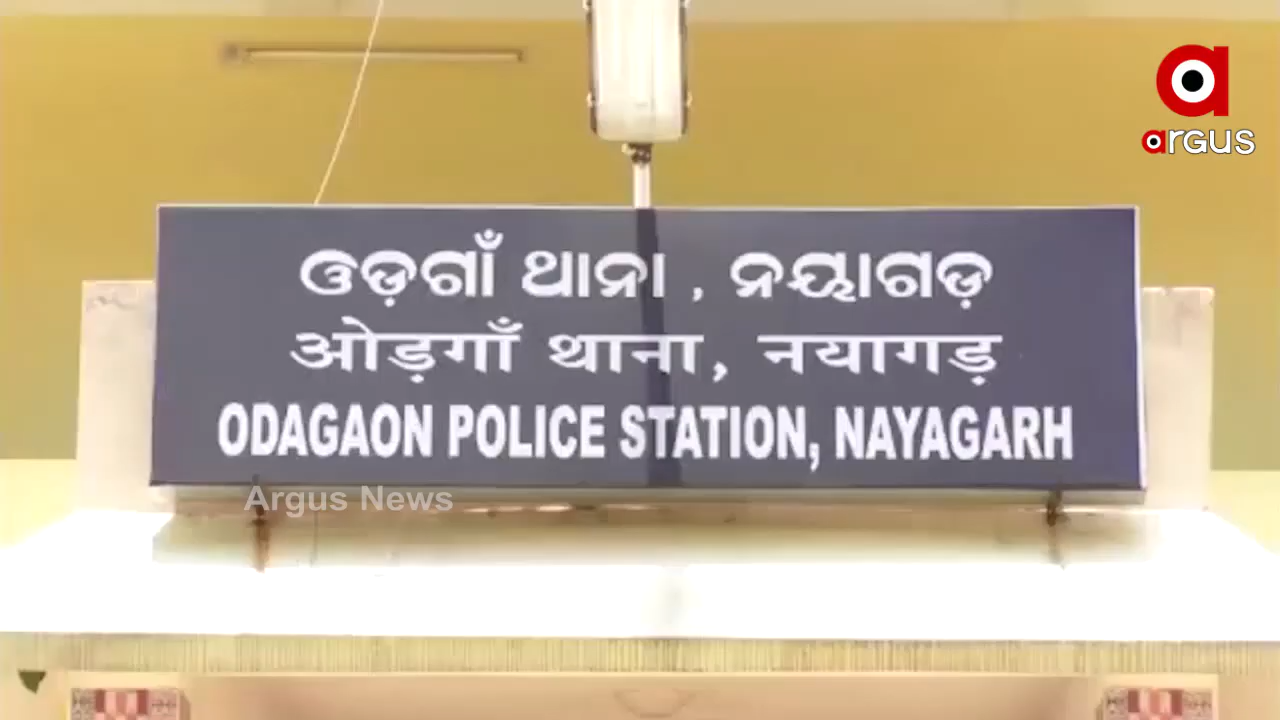 argus
ଓଡ଼ଗାଁ ଥାନା , ନୟାଗଡ଼
ओड़गाँ थाना, नयागड़
ODAGAON POLICE STATION, NAYAGARH
Argus News